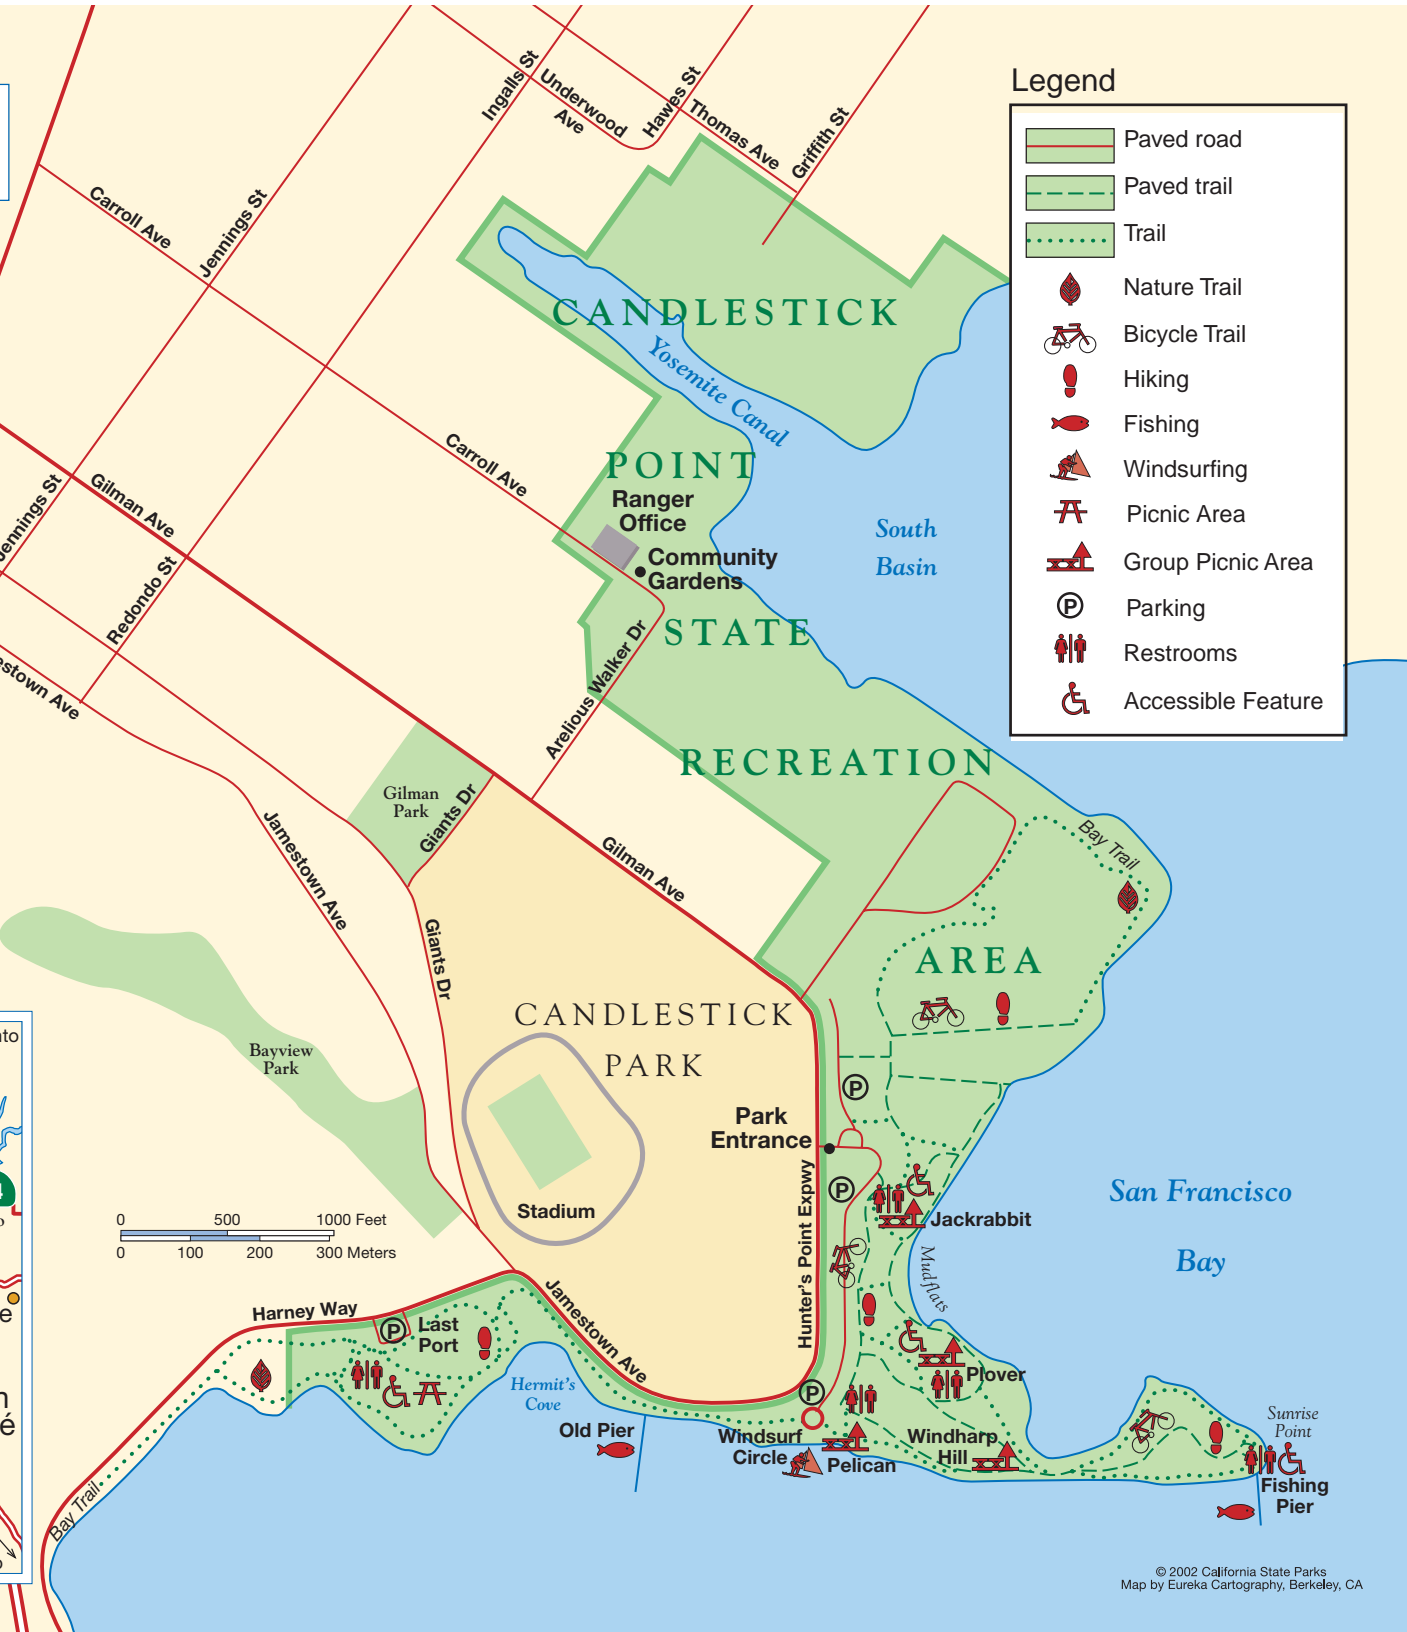 Ingalls St
Underwood
Ave
Hawes St
Thomas Ave
Griffith St
Legend
Paved road
Paved trail
Trail
Nature Trail
Bicycle Trail
Hiking
Fishing
Windsurfing
Picnic Area
Group Picnic Area
P
Parking
Restrooms
Accessible Feature
Carroll Ave
Jennings St
CANDLESTICK
Yosemite Canal
Carroll Ave
POINT
Ranger
Office
Community
Gardens
South
Basin
Jennings St
Gilman Ave
Redondo St
STATE
Arelious Walker Dr
estown Ave
RECREATION
Gilman
Park
Giants Dr
Jamestown Ave
Gilman Ave
Bay Trail
Giants Dr
AREA
CANDLESTICK
PARK
Bayview
Park
P
Park
Entrance
Hunter's Point Expwy
P
Stadium
Jackrabbit
Mudflats
San Francisco
Bay
0 500 1000 Feet
0 100 200 300 Meters
Harney Way
Jamestown Ave
P
Last
Port
Hermit's
Cove
Old Pier
P
Windsurf
Circle
Pelican
Plover
Windharp
Hill
Sunrise
Point
Fishing
Pier
Bay Trail
© 2002 California State Parks
Map by Eureka Cartography, Berkeley, CA